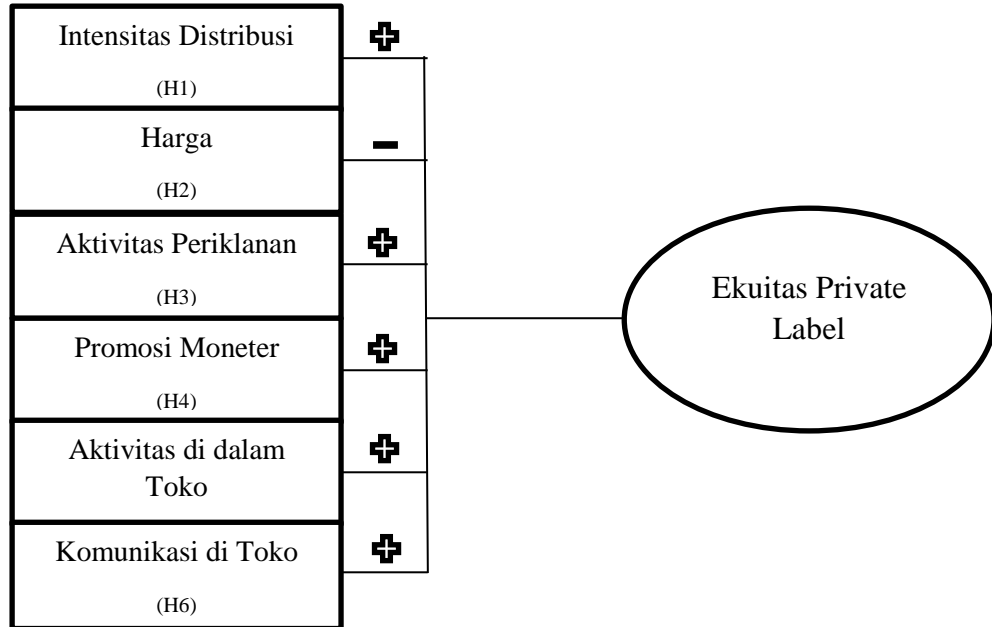 Intensitas Distribusi
(H1)
Harga
(H2)
Aktivitas Periklanan
(H3)
Promosi Moneter
(H4)
Aktivitas di dalam
Toko
Komunikasi di Toko
(H6)
+
-
+
+
+
+
Ekuitas Private
Label